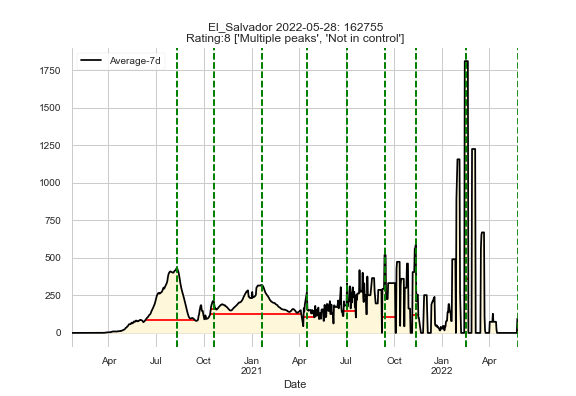 El_Salvador 2022-05-28: 162755
Rating:8 ['Multiple peaks', 'Not in control']
Average-7d
1750
1500
1250
1000
750
500
250
0
Apr Jul Oct Jan Apr Jul Oct Jan Apr
2021 2022
Date